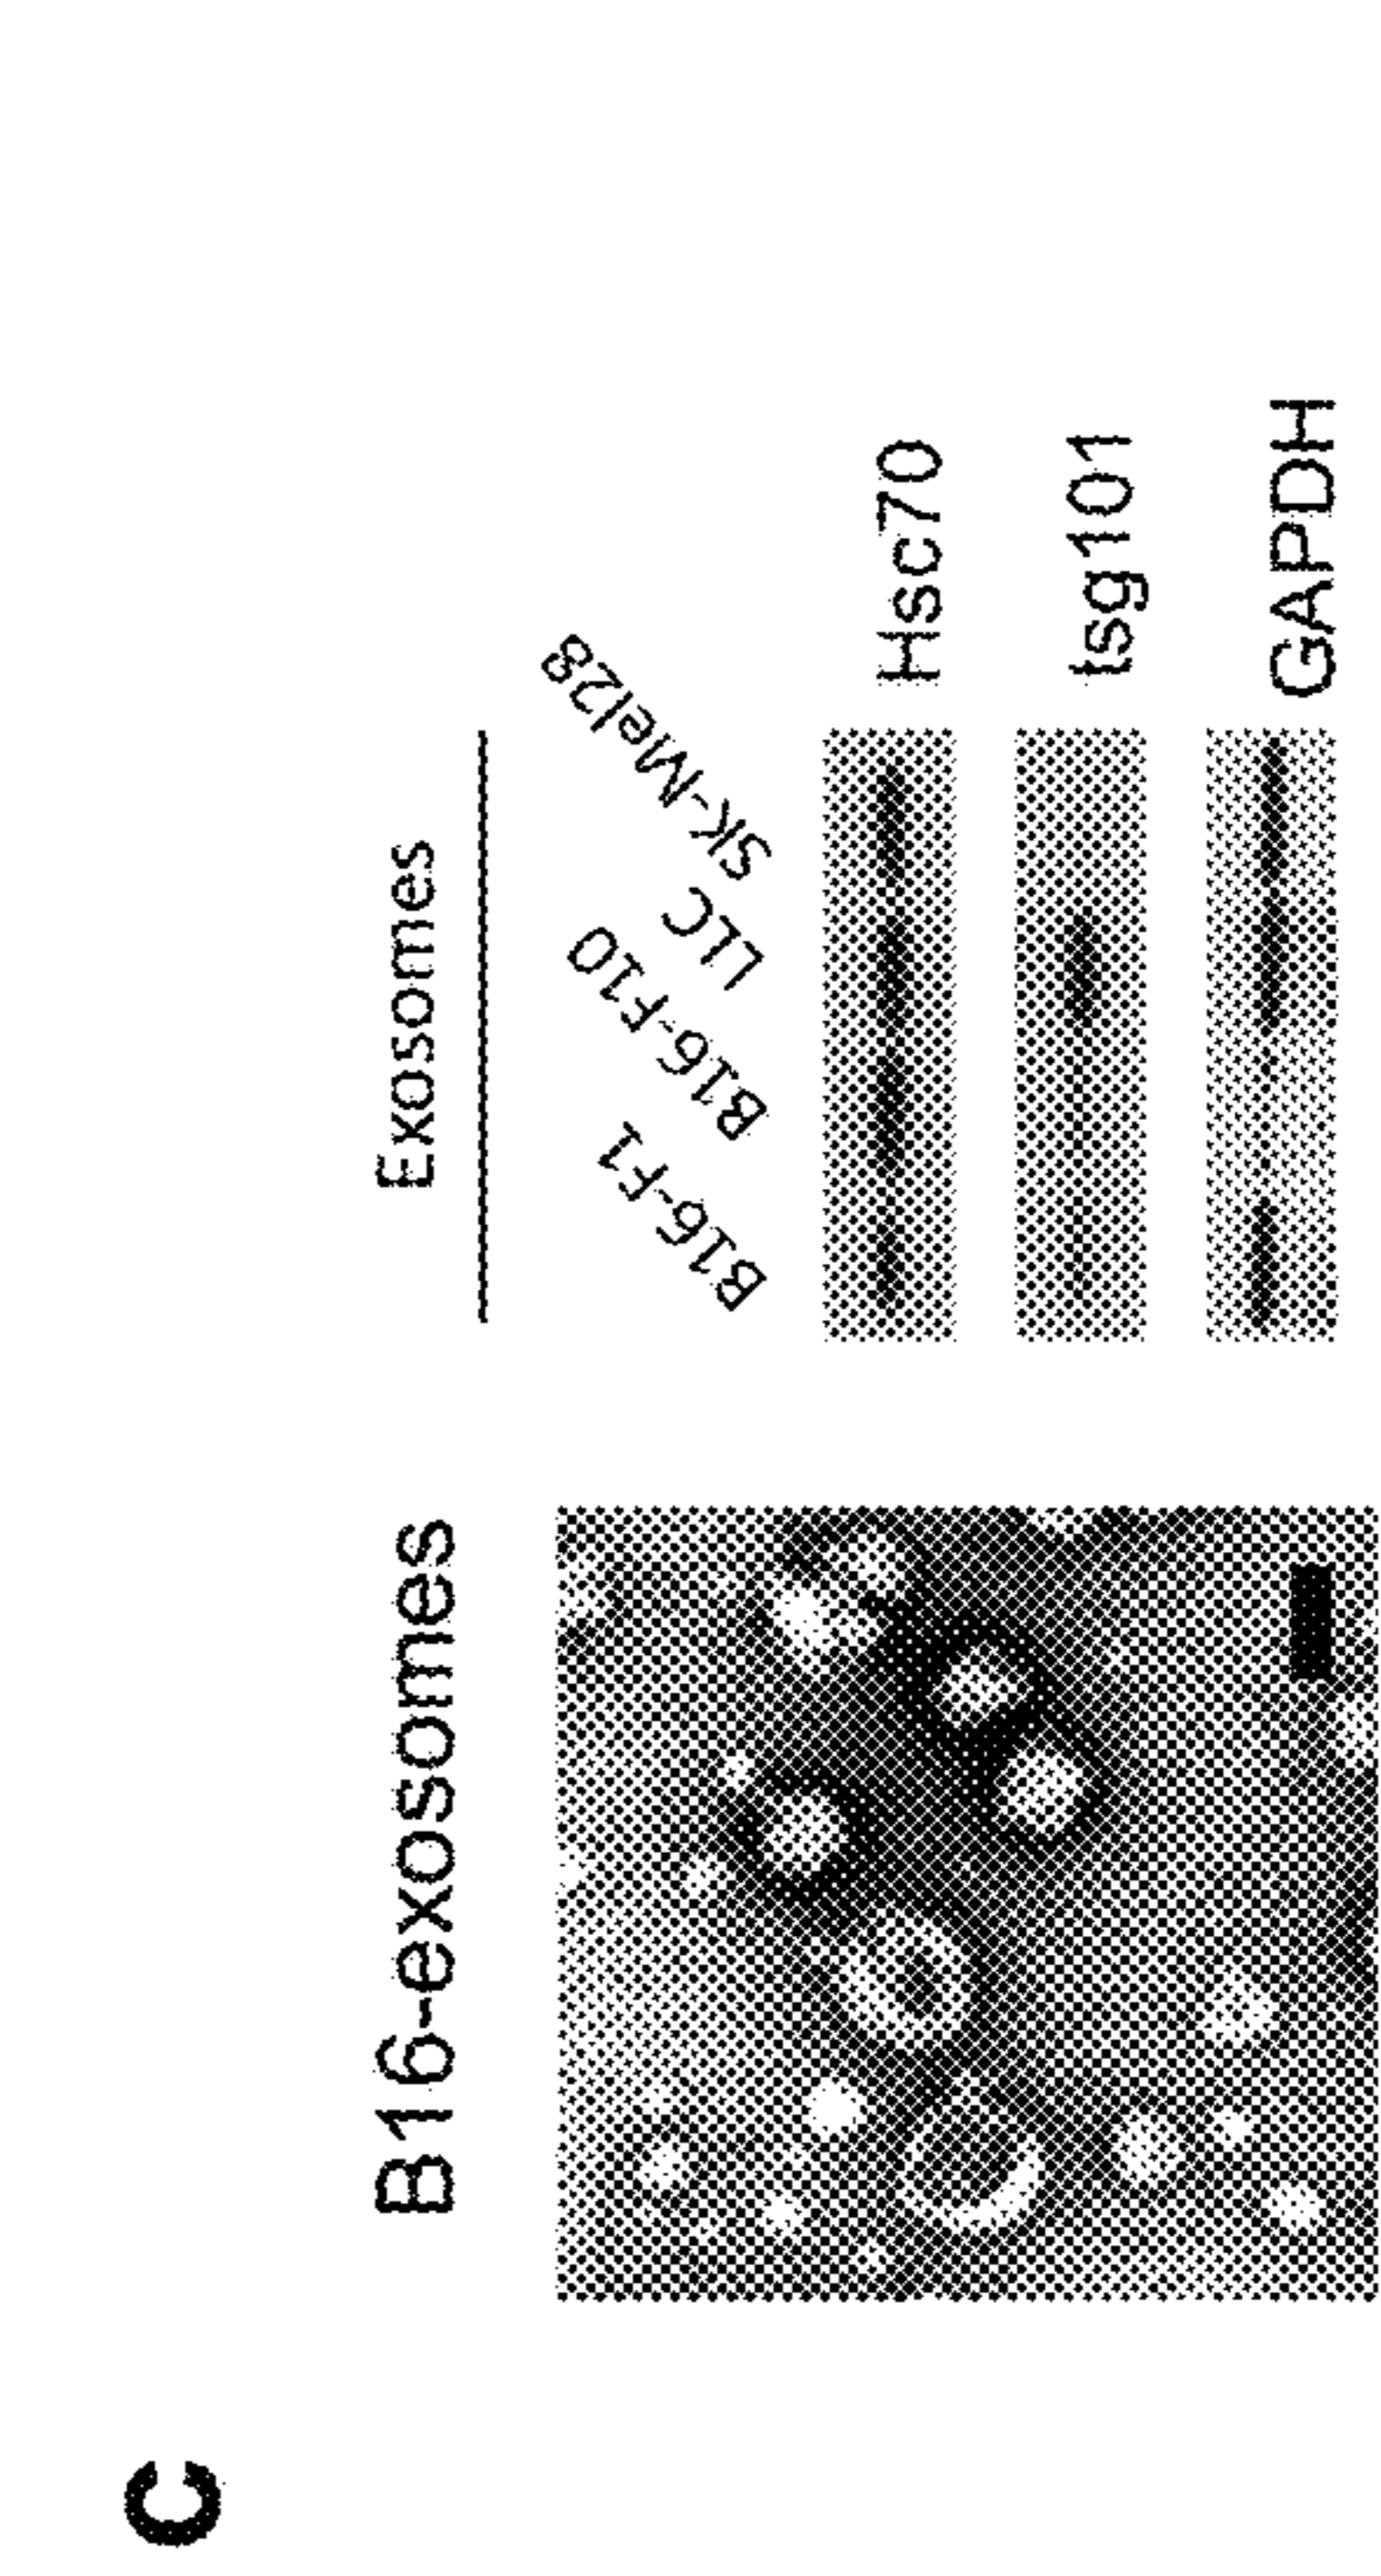 C
B16-exosomes
Exosomes
B16-F1
B16-F10
LLC
SK-Mel28
Hsc70
tsg101
GAPDH